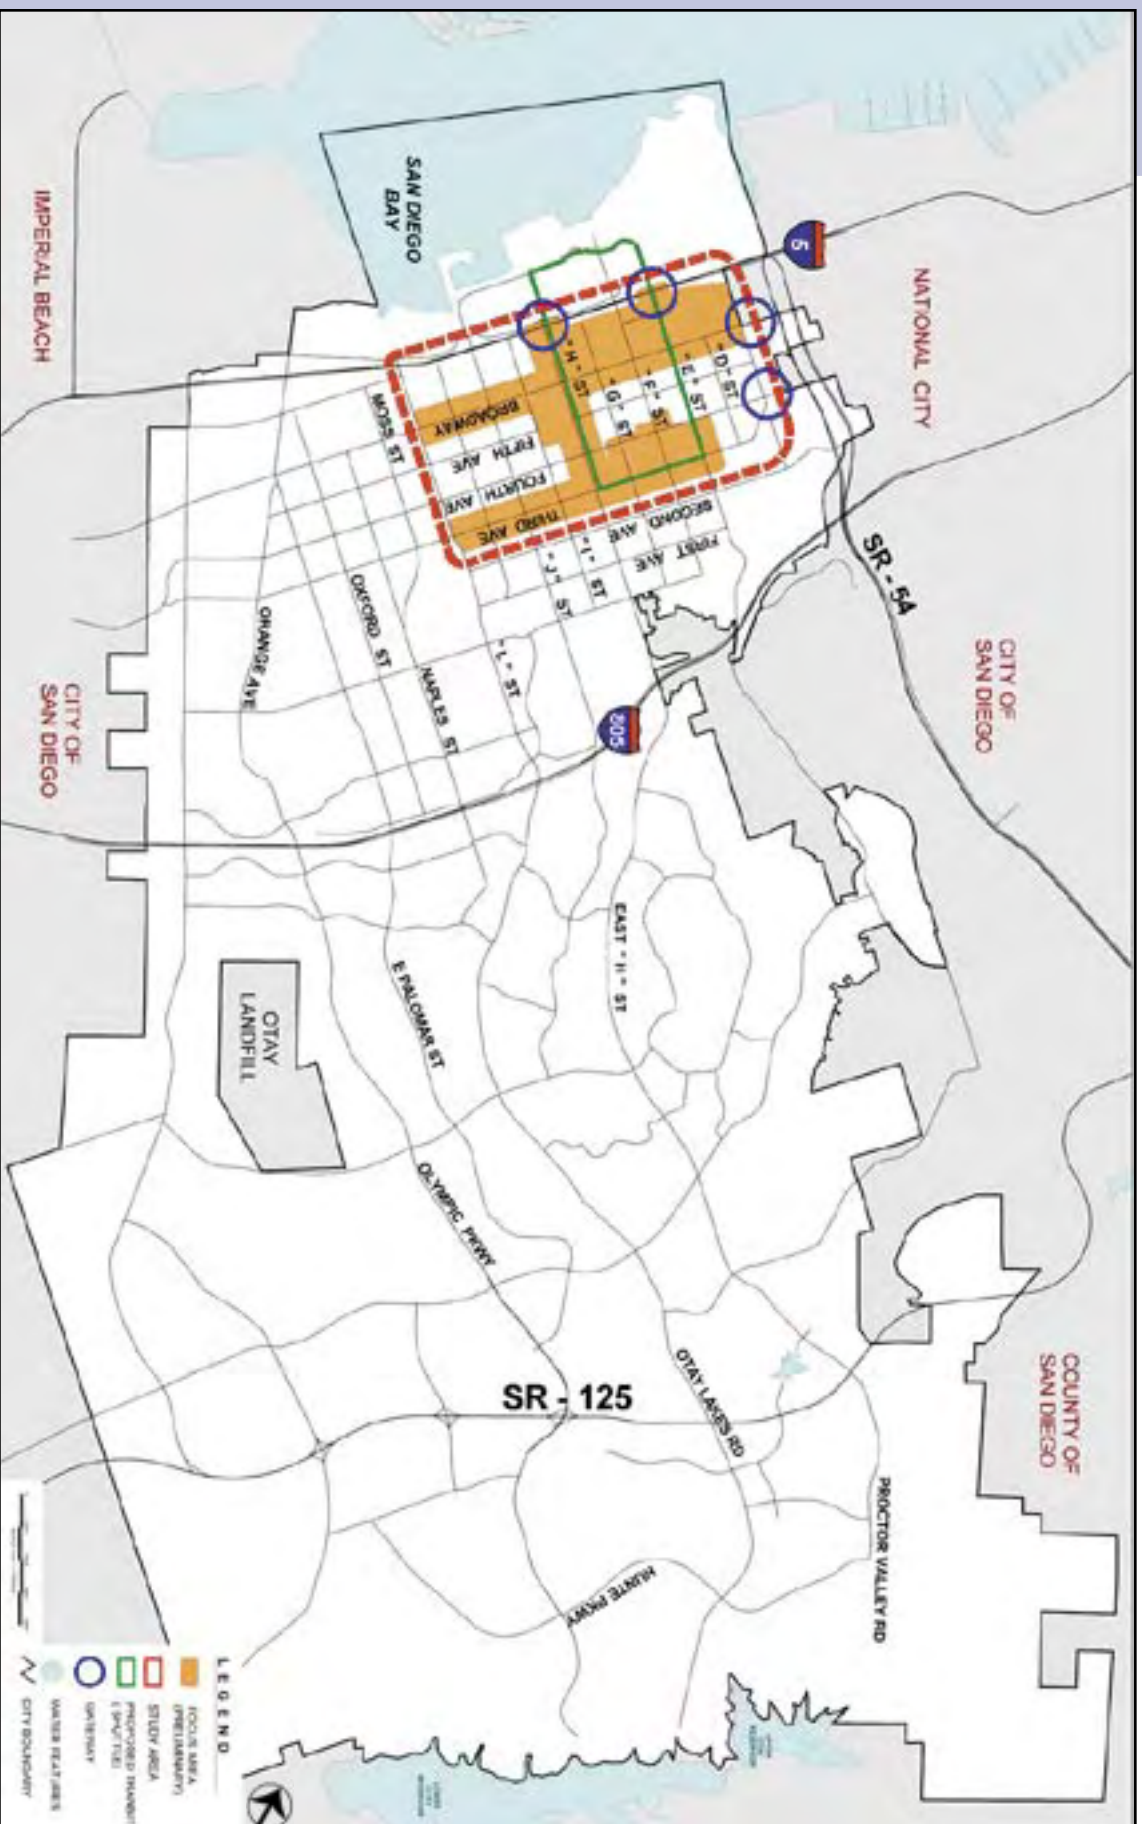 SAN DIEGO
BAY
IMPERIAL BEACH
NATIONAL CITY
5
"D" ST
"E" ST
"F" ST
"G" ST
"H" ST
BROADWAY
FIFTH AVE
FOURTH AVE
THIRD AVE
SECOND AVE
FIRST AVE
MOSS ST
"I" ST
"J" ST
"L" ST
SR - 54
OXFORD ST
NAPLES ST
ORANGE AVE
805
CITY OF
SAN DIEGO
CITY OF
SAN DIEGO
EAST "H" ST
E PALOMAR ST
OTAY
LANDFILL
OLYMPIC PKWY
SR - 125
OTAY LAKES RD
COUNTY OF
SAN DIEGO
PROCTOR VALLEY RD
HUNTE PKWY
LEGEND
FOCUS AREA
(PRELIMINARY)
STUDY AREA
PROPOSED TRANSIT
(SHUTTLE)
GATEWAY
WATER FEATURES
CITY BOUNDARY